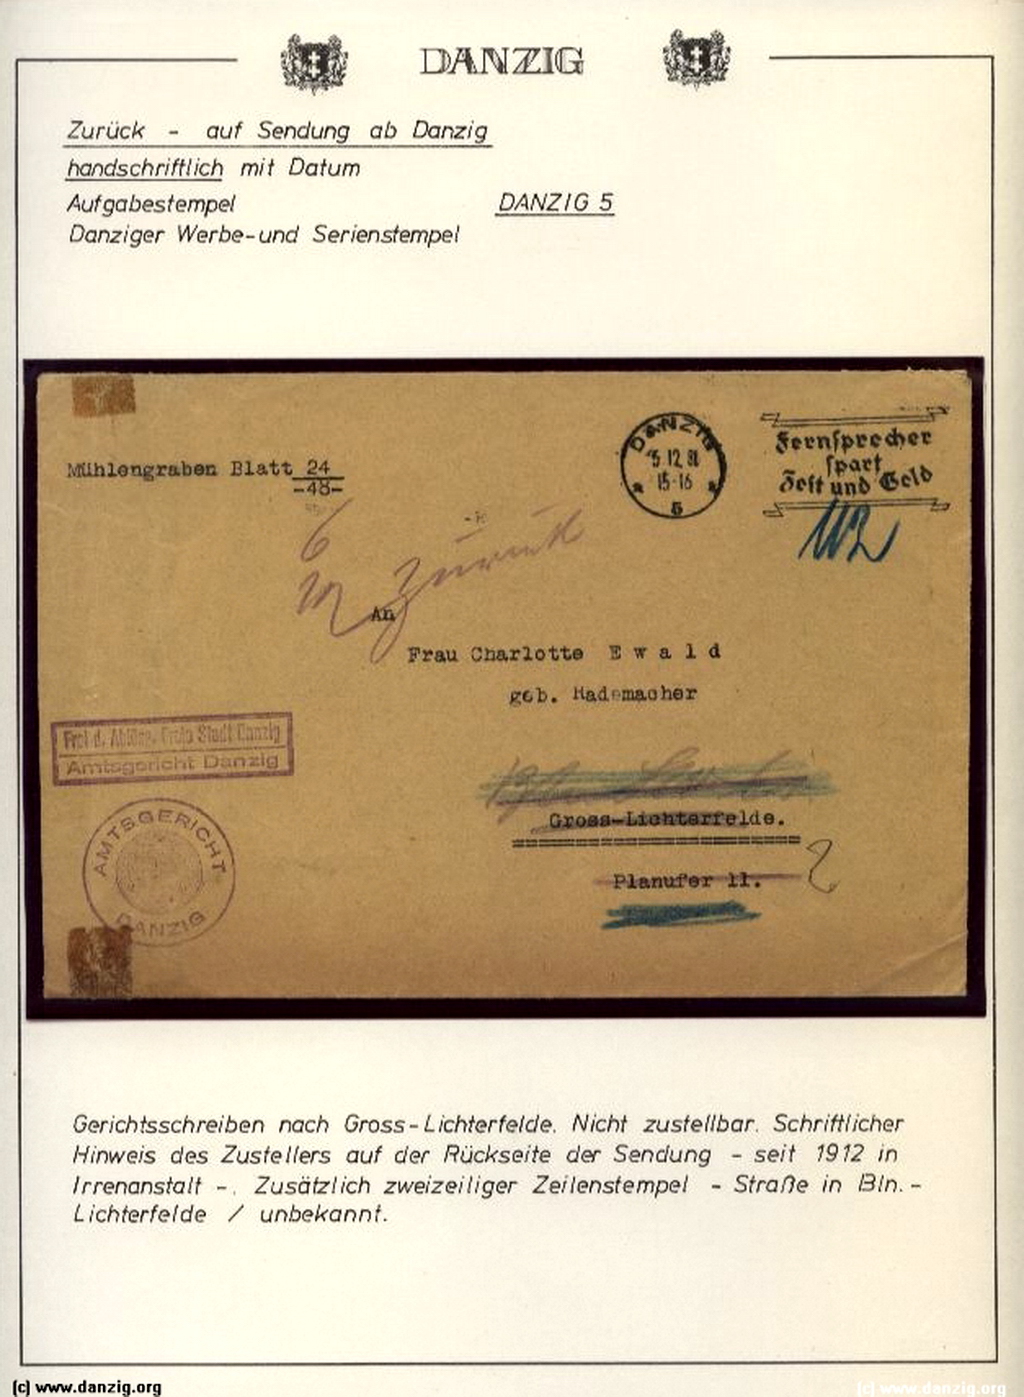 DANZIG
Zurück - auf Sendung ab Danzig
handschriftlich mit Datum
Aufgabestempel DANZIG 5
Danziger Werbe-und Serienstempel
Mühlengraben Blatt 24
-48-
DANZIG
15-16
5
Fernsprecher
spart
Zeit und Geld
6
Zurück
An
Frau Charlotte Ewald
geb. Rademacher
Gross-Lichterfelde.
Planufer 11.
Frei d. Ablösg. Freie Stadt Danzig
Amtsgericht Danzig
AMTSGERICHT
DANZIG
Gerichtsschreiben nach Gross-Lichterfelde. Nicht zustellbar. Schriftlicher
Hinweis des Zustellers auf der Rückseite der Sendung - seit 1912 in
Irrenanstalt -. Zusätzlich zweizeiliger Zeilenstempel - Straße in Bln.-
Lichterfelde / unbekannt.
(c) www.danzig.org
(c) www.danzig.org